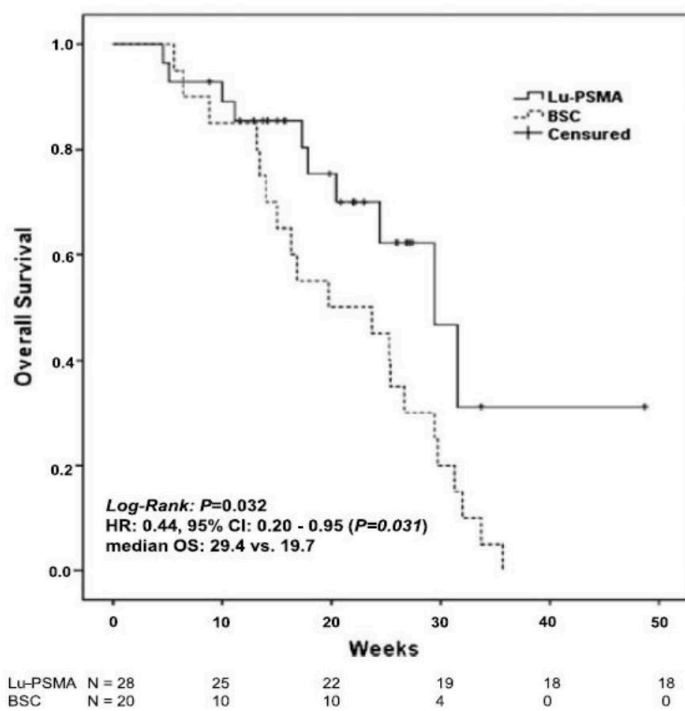 1.0
0.8
0.6
0.4
0.2
0.0
Overall Survival
Lu-PSMA
BSC
Censured
Log-Rank: P=0.032
HR: 0.44, 95% CI: 0.20 - 0.95 (P=0.031)
median OS: 29.4 vs. 19.7
0 10 20 30 40 50
Weeks
Lu-PSMA N = 28 25 22 19 18 18
BSC N = 20 10 10 4 0 0